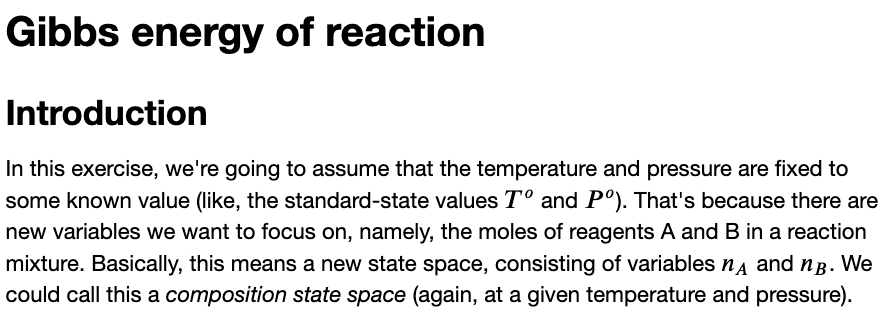 Gibbs energy of reaction
Introduction
In this exercise, we're going to assume that the temperature and pressure are fixed to
some known value (like, the standard-state values T° and P°). That's because there are
new variables we want to focus on, namely, the moles of reagents A and B in a reaction
mixture. Basically, this means a new state space, consisting of variables n_A and n_B. We
could call this a composition state space (again, at a given temperature and pressure).